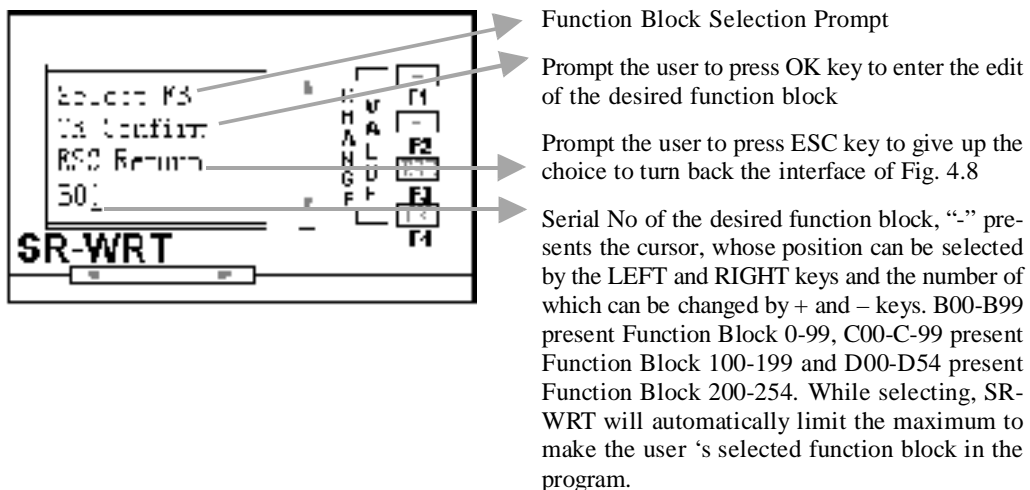 Function Block Selection Prompt
Prompt the user to press OK key to enter the edit
of the desired function block
Prompt the user to press ESC key to give up the
choice to turn back the interface of Fig. 4.8
Serial No of the desired function block, “-” pre-
sents the cursor, whose position can be selected
by the LEFT and RIGHT keys and the number of
which can be changed by + and – keys. B00-B99
present Function Block 0-99, C00-C-99 present
Function Block 100-199 and D00-D54 present
Function Block 200-254. While selecting, SR-
WRT will automatically limit the maximum to
make the user ‘s selected function block in the
program.
Select
Confirm
Return
CHANGE
VALUE
F1
F2
F3
F4
SR-WRT